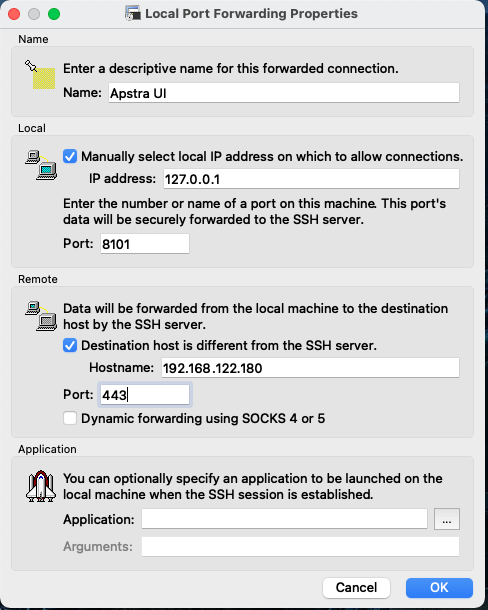 Local Port Forwarding Properties
Name
Enter a descriptive name for this forwarded connection.
Name: Apstra UI
Local
Manually select local IP address on which to allow connections.
IP address: 127.0.0.1
Enter the number or name of a port on this machine. This port's
data will be securely forwarded to the SSH server.
Port: 8101
Remote
Data will be forwarded from the local machine to the destination
host by the SSH server.
Destination host is different from the SSH server.
Hostname: 192.168.122.180
Port: 443
Dynamic forwarding using SOCKS 4 or 5
Application
You can optionally specify an application to be launched on the
local machine when the SSH session is established.
Application: ...
Arguments:
Cancel OK